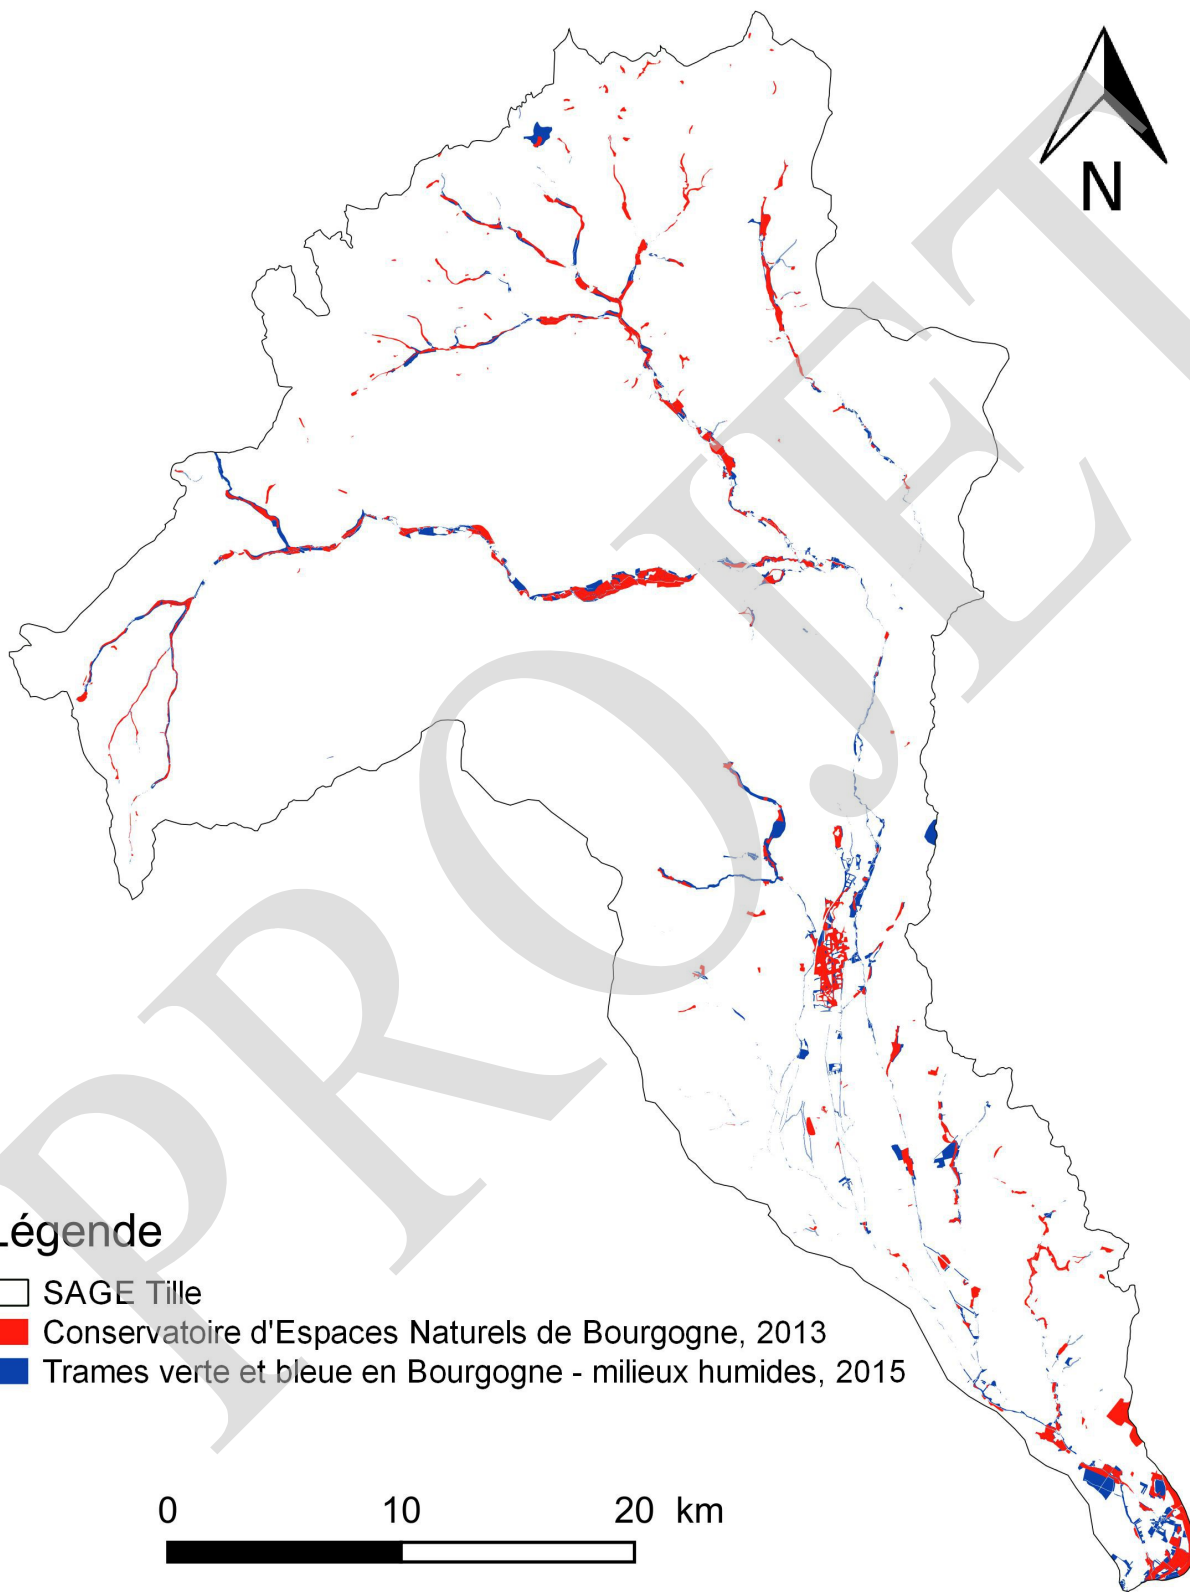 N
PROJET
Légende
SAGE Tille
Conservatoire d'Espaces Naturels de Bourgogne, 2013
Trames verte et bleue en Bourgogne - milieux humides, 2015
0 10 20 km